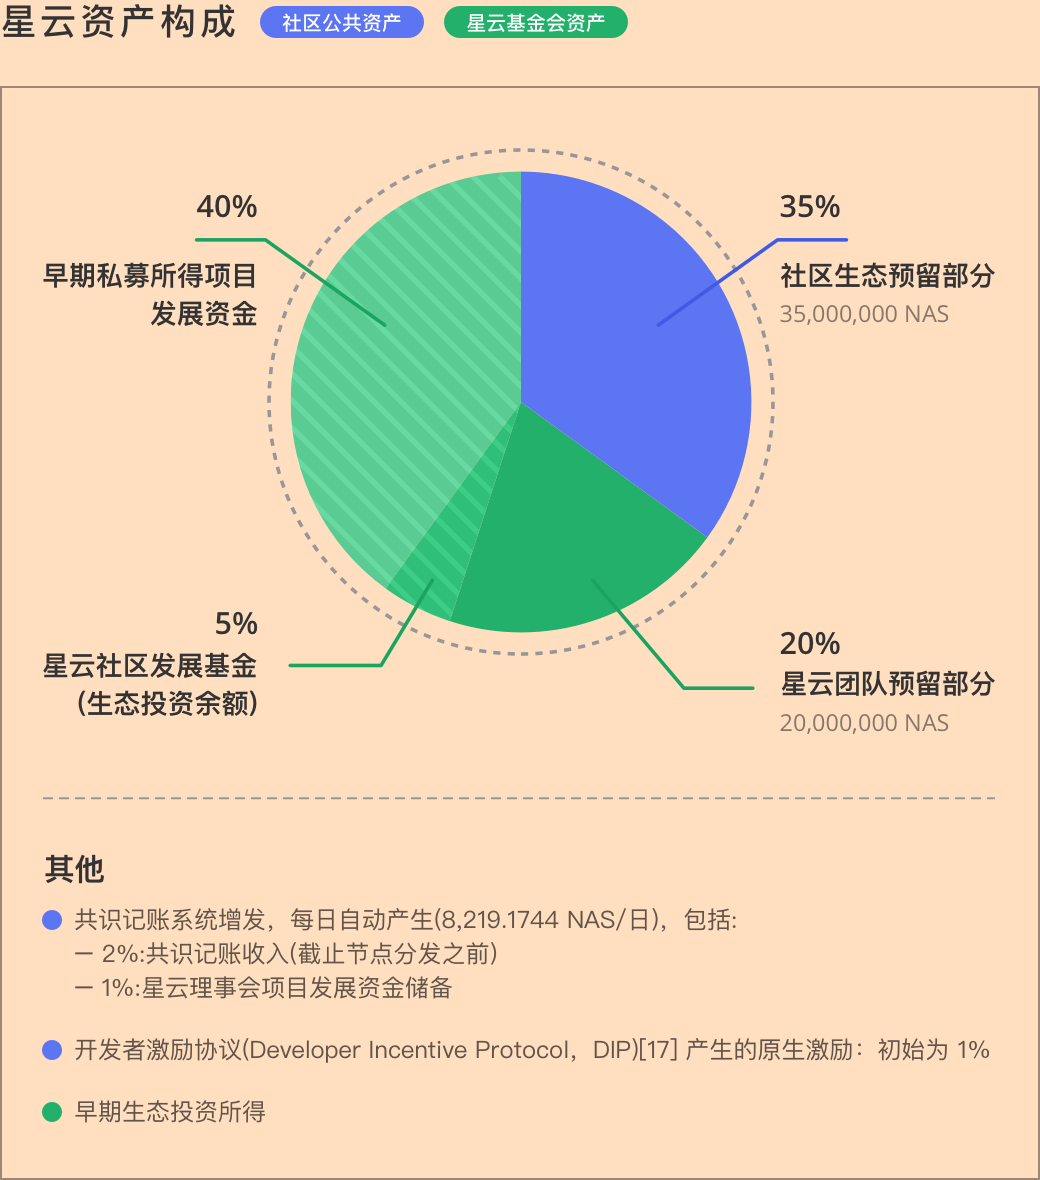 星云资产构成
社区公共资产
星云基金会资产
40%
早期私募所得项目
发展资金
35%
社区生态预留部分
35,000,000 NAS
5%
星云社区发展基金
(生态投资余额)
20%
星云团队预留部分
20,000,000 NAS
其他
共识记账系统增发，每日自动产生(8,219.1744 NAS/日)，包括:
— 2%:共识记账收入(截止节点分发之前)
— 1%:星云理事会项目发展资金储备
开发者激励协议(Developer Incentive Protocol，DIP)[17] 产生的原生激励：初始为 1%
早期生态投资所得